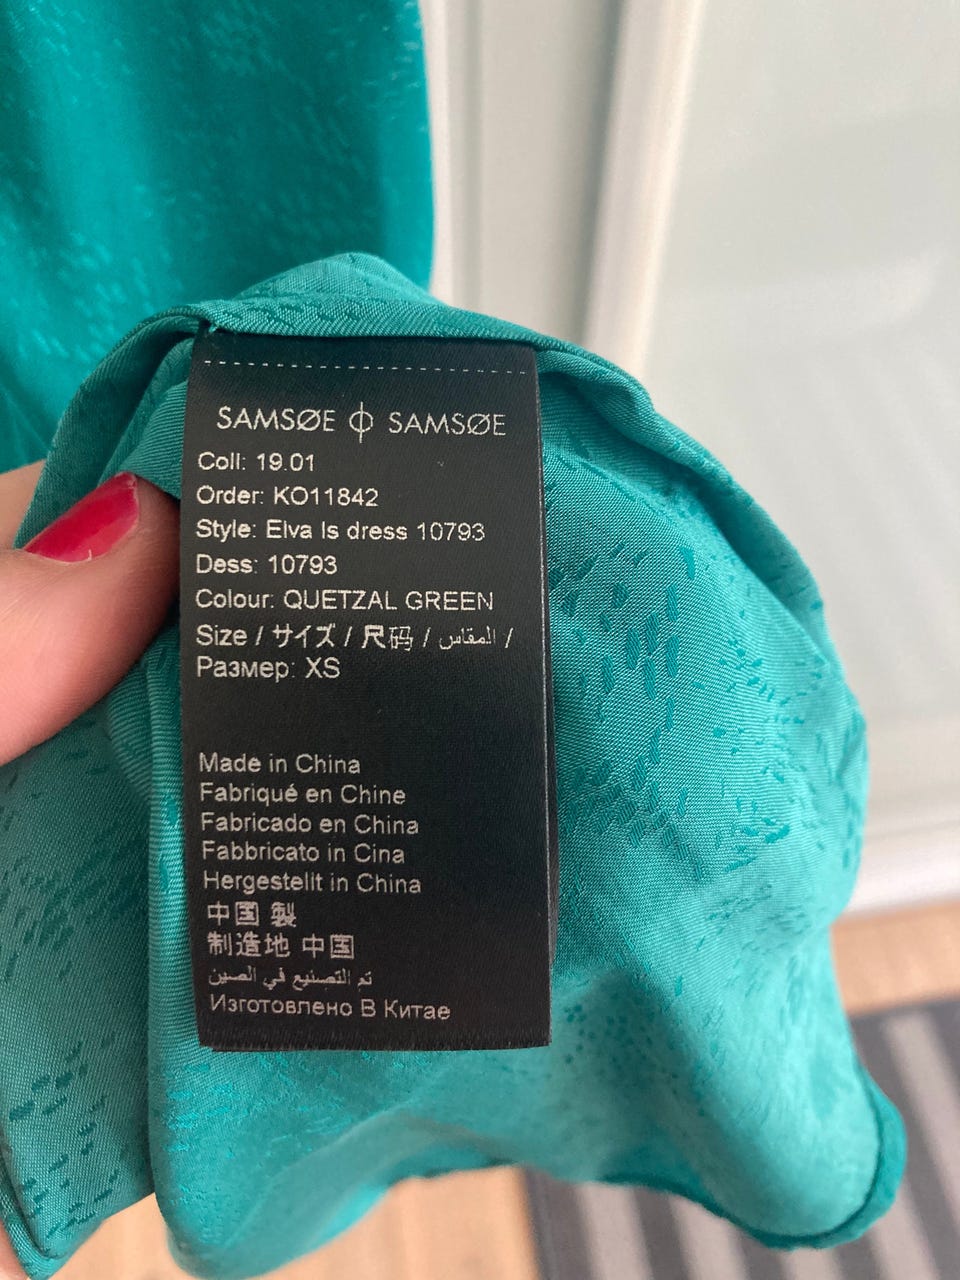 SAMSØE ϕ SAMSØE
Coll: 19.01
Order: KO11842
Style: Elva ls dress 10793
Dess: 10793
Colour: QUETZAL GREEN
Size / サイズ / 尺码 / المقاس /
Размер: XS
Made in China
Fabriqué en Chine
Fabricado en China
Fabbricato in Cina
Hergestellt in China
中国 製
制造地 中国
تم التصنيع في الصين
Изготовлено В Китае